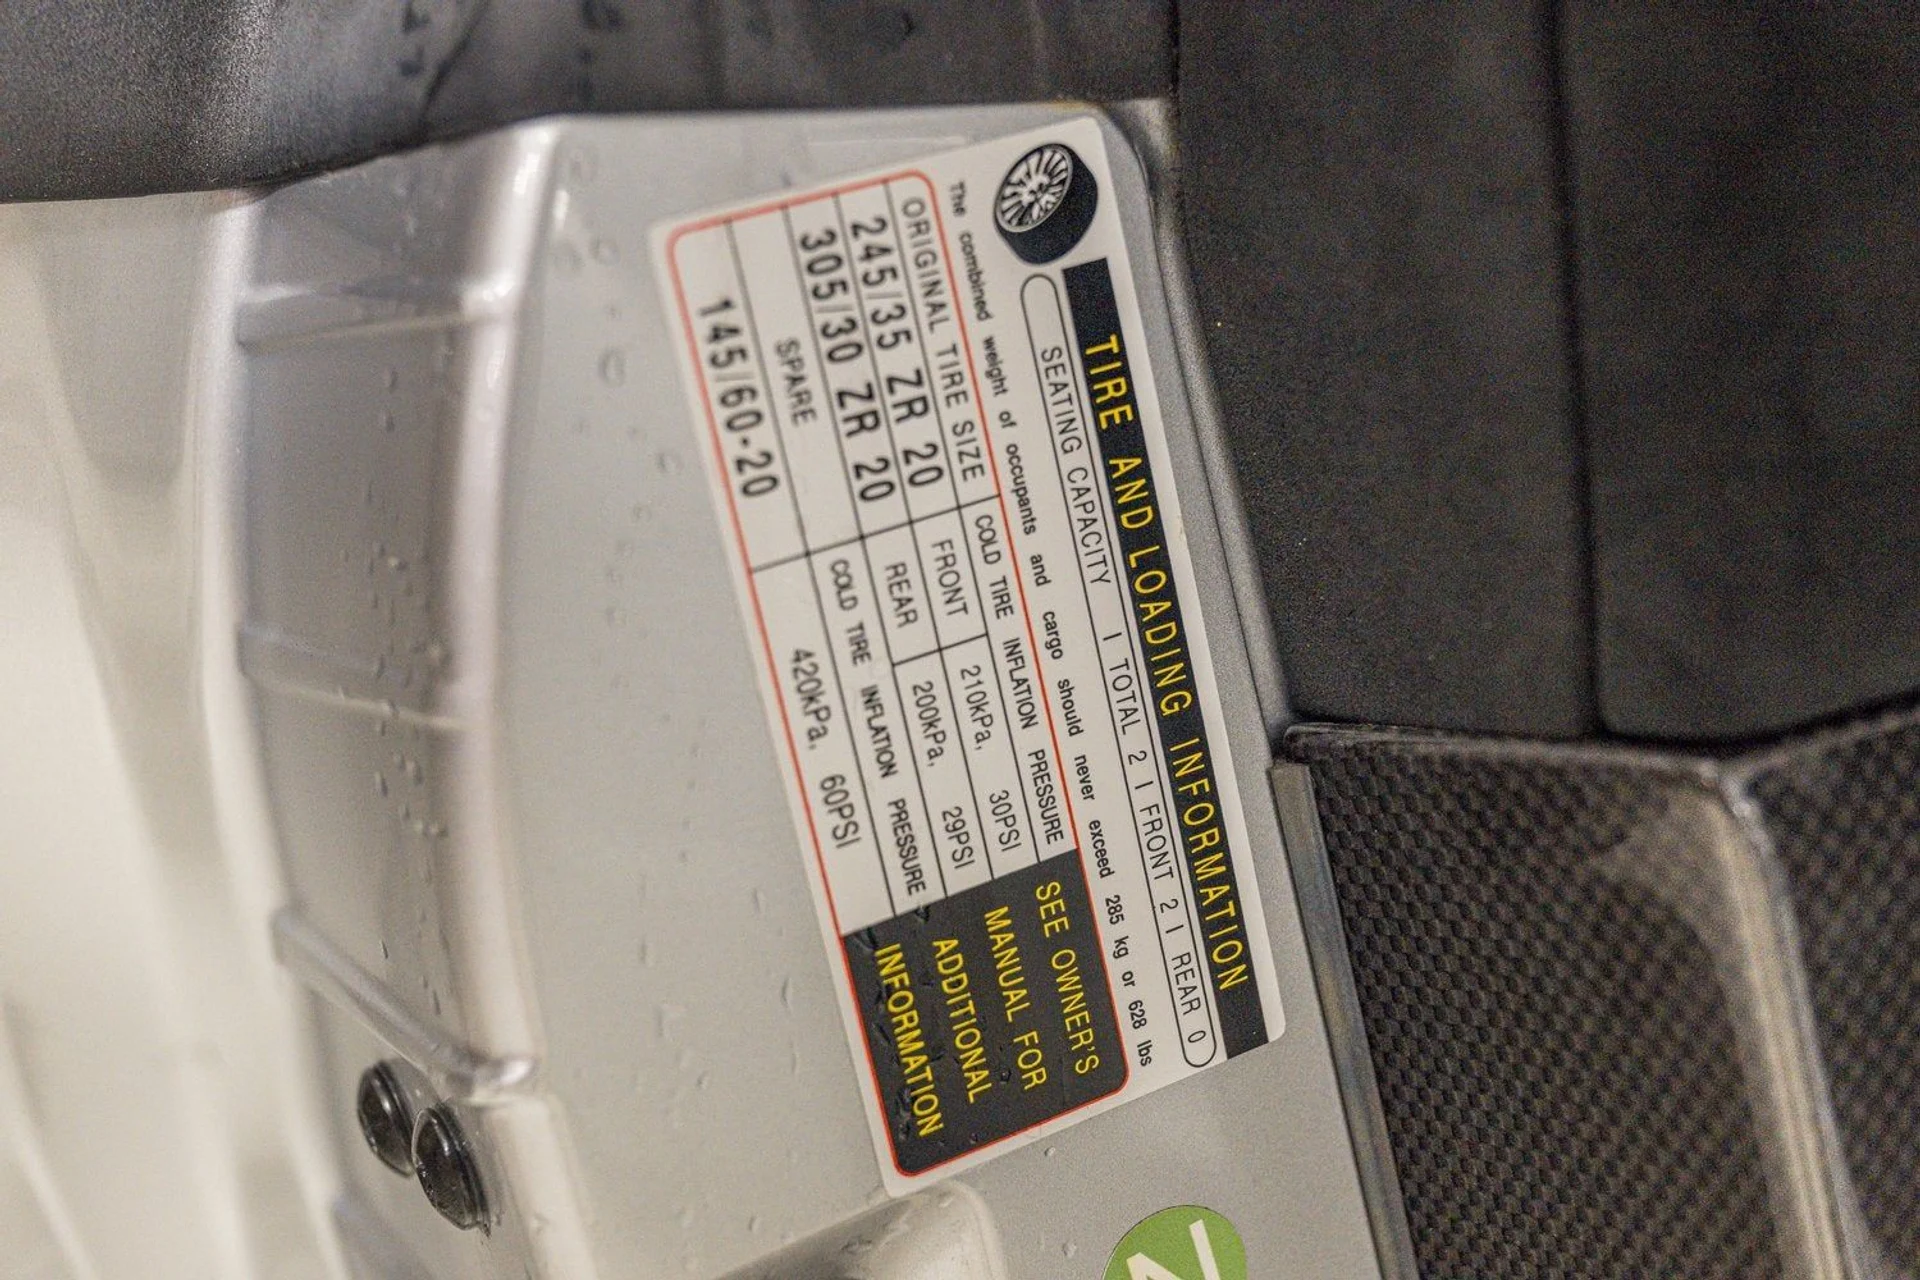 TIRE AND LOADING INFORMATION
SEATING CAPACITY | TOTAL 2 | FRONT 2 | REAR 0
The combined weight of occupants and cargo should never exceed 285 kg or 628 lbs
ORIGINAL TIRE SIZE COLD TIRE INFLATION PRESSURE
245/35 ZR 20 FRONT 210kPa, 30PSI
305/30 ZR 20 REAR 200kPa, 29PSI
SPARE COLD TIRE INFLATION PRESSURE
145/60-20 420kPa, 60PSI
SEE OWNER'S
MANUAL FOR
ADDITIONAL
INFORMATION